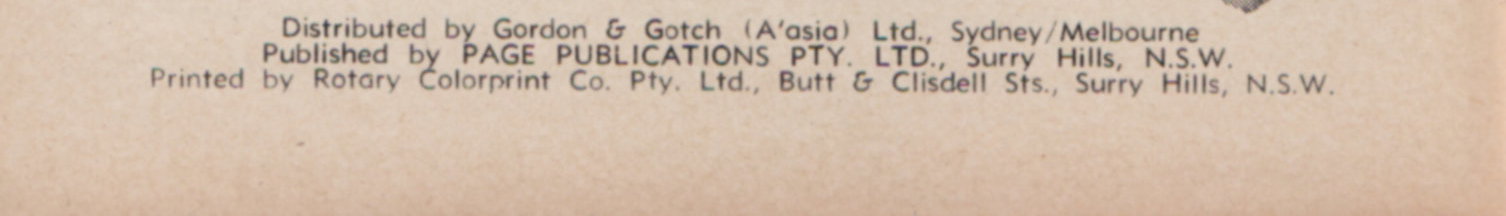 Distributed by Gordon & Gotch (A'asia) Ltd., Sydney/Melbourne
Published by PAGE PUBLICATIONS PTY. LTD., Surry Hills, N.S.W.
Printed by Rotary Colorprint Co. Pty. Ltd., Butt & Clisdell Sts., Surry Hills, N.S.W.